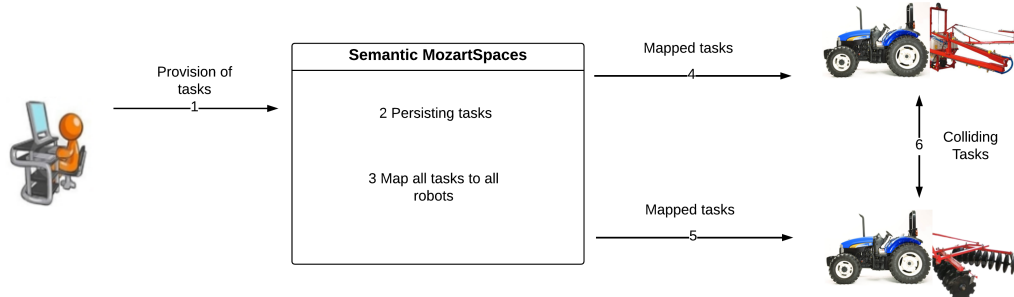 Provision of
tasks
1
Semantic MozartSpaces
2 Persisting tasks
3 Map all tasks to all
robots
Mapped tasks
4
Mapped tasks
5
6
Colliding
Tasks